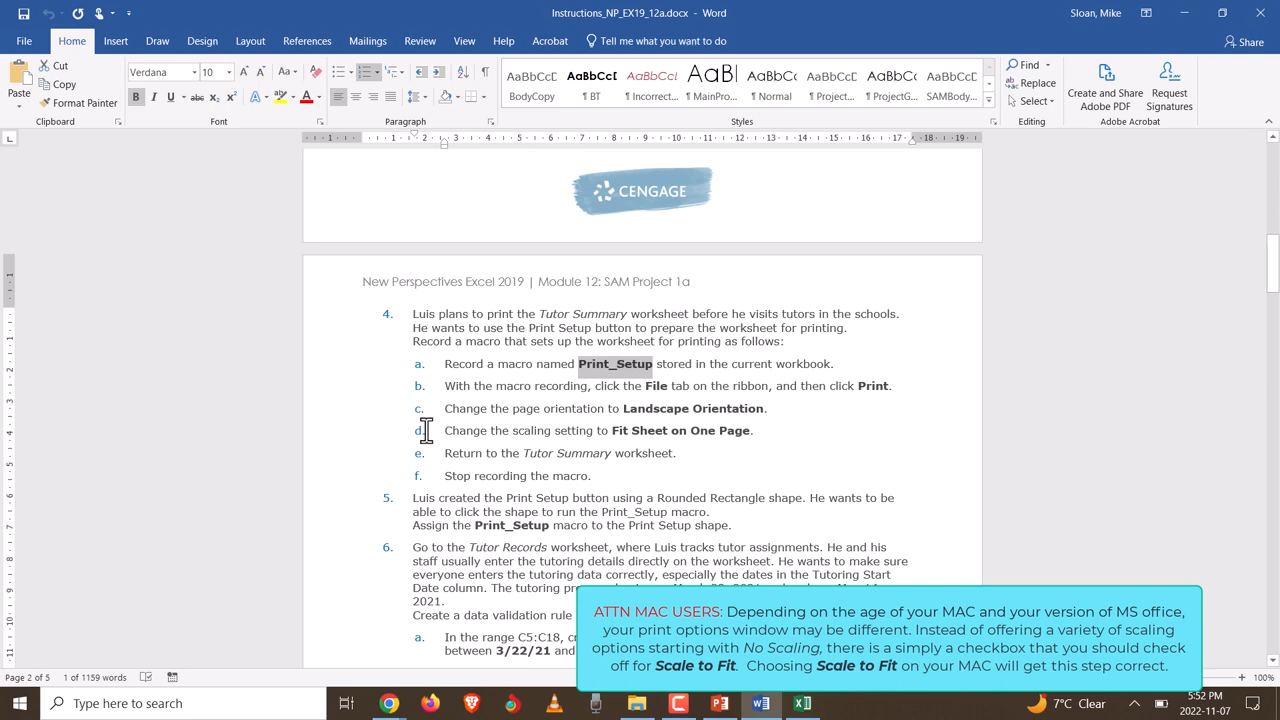 Instructions_NP_EX19_12a.docx - Word
Sloan, Mike
File Home Insert Draw Design Layout References Mailings Review View Help Acrobat Tell me what you want to do Share
Paste Cut Copy Format Painter
Verdana 10
AaBbCcD AaBbCcI AaBbCcD AaBl AaBbCc AaBbCcD AaBbCc AaBbCcD
BodyCopy ¶ BT ¶ Incorrect... ¶ MainPro... ¶ Normal ¶ Project... ¶ ProjectG... SAMBody...
Find Replace Select
Create and Share Adobe PDF
Request Signatures
Clipboard Font Paragraph Styles Editing Adobe Acrobat
CENGAGE
New Perspectives Excel 2019 | Module 12: SAM Project 1a
4. Luis plans to print the Tutor Summary worksheet before he visits tutors in the schools.
He wants to use the Print Setup button to prepare the worksheet for printing.
Record a macro that sets up the worksheet for printing as follows:
a. Record a macro named Print_Setup stored in the current workbook.
b. With the macro recording, click the File tab on the ribbon, and then click Print.
c. Change the page orientation to Landscape Orientation.
d. Change the scaling setting to Fit Sheet on One Page.
e. Return to the Tutor Summary worksheet.
f. Stop recording the macro.
5. Luis created the Print Setup button using a Rounded Rectangle shape. He wants to be
able to click the shape to run the Print_Setup macro.
Assign the Print_Setup macro to the Print Setup shape.
6. Go to the Tutor Records worksheet, where Luis tracks tutor assignments. He and his
staff usually enter the tutoring details directly on the worksheet. He wants to make sure
everyone enters the tutoring data correctly, especially the dates in the Tutoring Start
Date column. The tutoring
2021.
Create a data validation rule
a. In the range C5:C18,
between 3/22/21 and
ATTN MAC USERS: Depending on the age of your MAC and your version of MS office,
your print options window may be different. Instead of offering a variety of scaling
options starting with No Scaling, there is a simply a checkbox that you should check
off for Scale to Fit. Choosing Scale to Fit on your MAC will get this step correct.
Page 2 of 5 1 of 1159 words 100%
Type here to search
7°C Clear
5:52 PM
2022-11-07